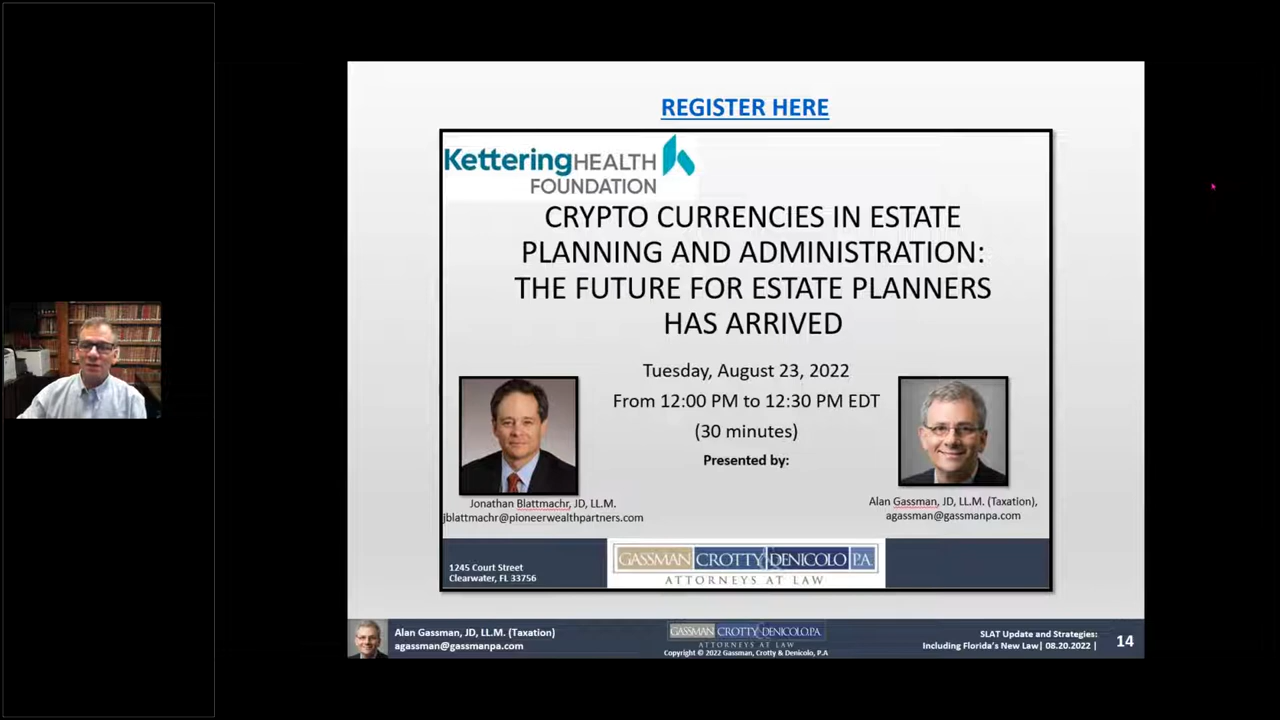 REGISTER HERE
Kettering HEALTH
FOUNDATION
CRYPTO CURRENCIES IN ESTATE
PLANNING AND ADMINISTRATION:
THE FUTURE FOR ESTATE PLANNERS
HAS ARRIVED
Tuesday, August 23, 2022
From 12:00 PM to 12:30 PM EDT
(30 minutes)
Presented by:
Jonathan Blattmachr, JD, LL.M.
jblattmachr@pioneerwealthpartners.com
Alan Gassman, JD, LL.M. (Taxation),
agassman@gassmanpa.com
1245 Court Street
Clearwater, FL 33756
GASSMAN CROTTY & DENICOLO, P.A.
ATTORNEYS AT LAW
Alan Gassman, JD, LL.M. (Taxation)
agassman@gassmanpa.com
GASSMAN CROTTY & DENICOLO, P.A.
ATTORNEYS AT LAW
Copyright © 2022 Gassman, Crotty & Denicolo, P.A
SLAT Update and Strategies:
Including Florida's New Law| 08.20.2022 |
14